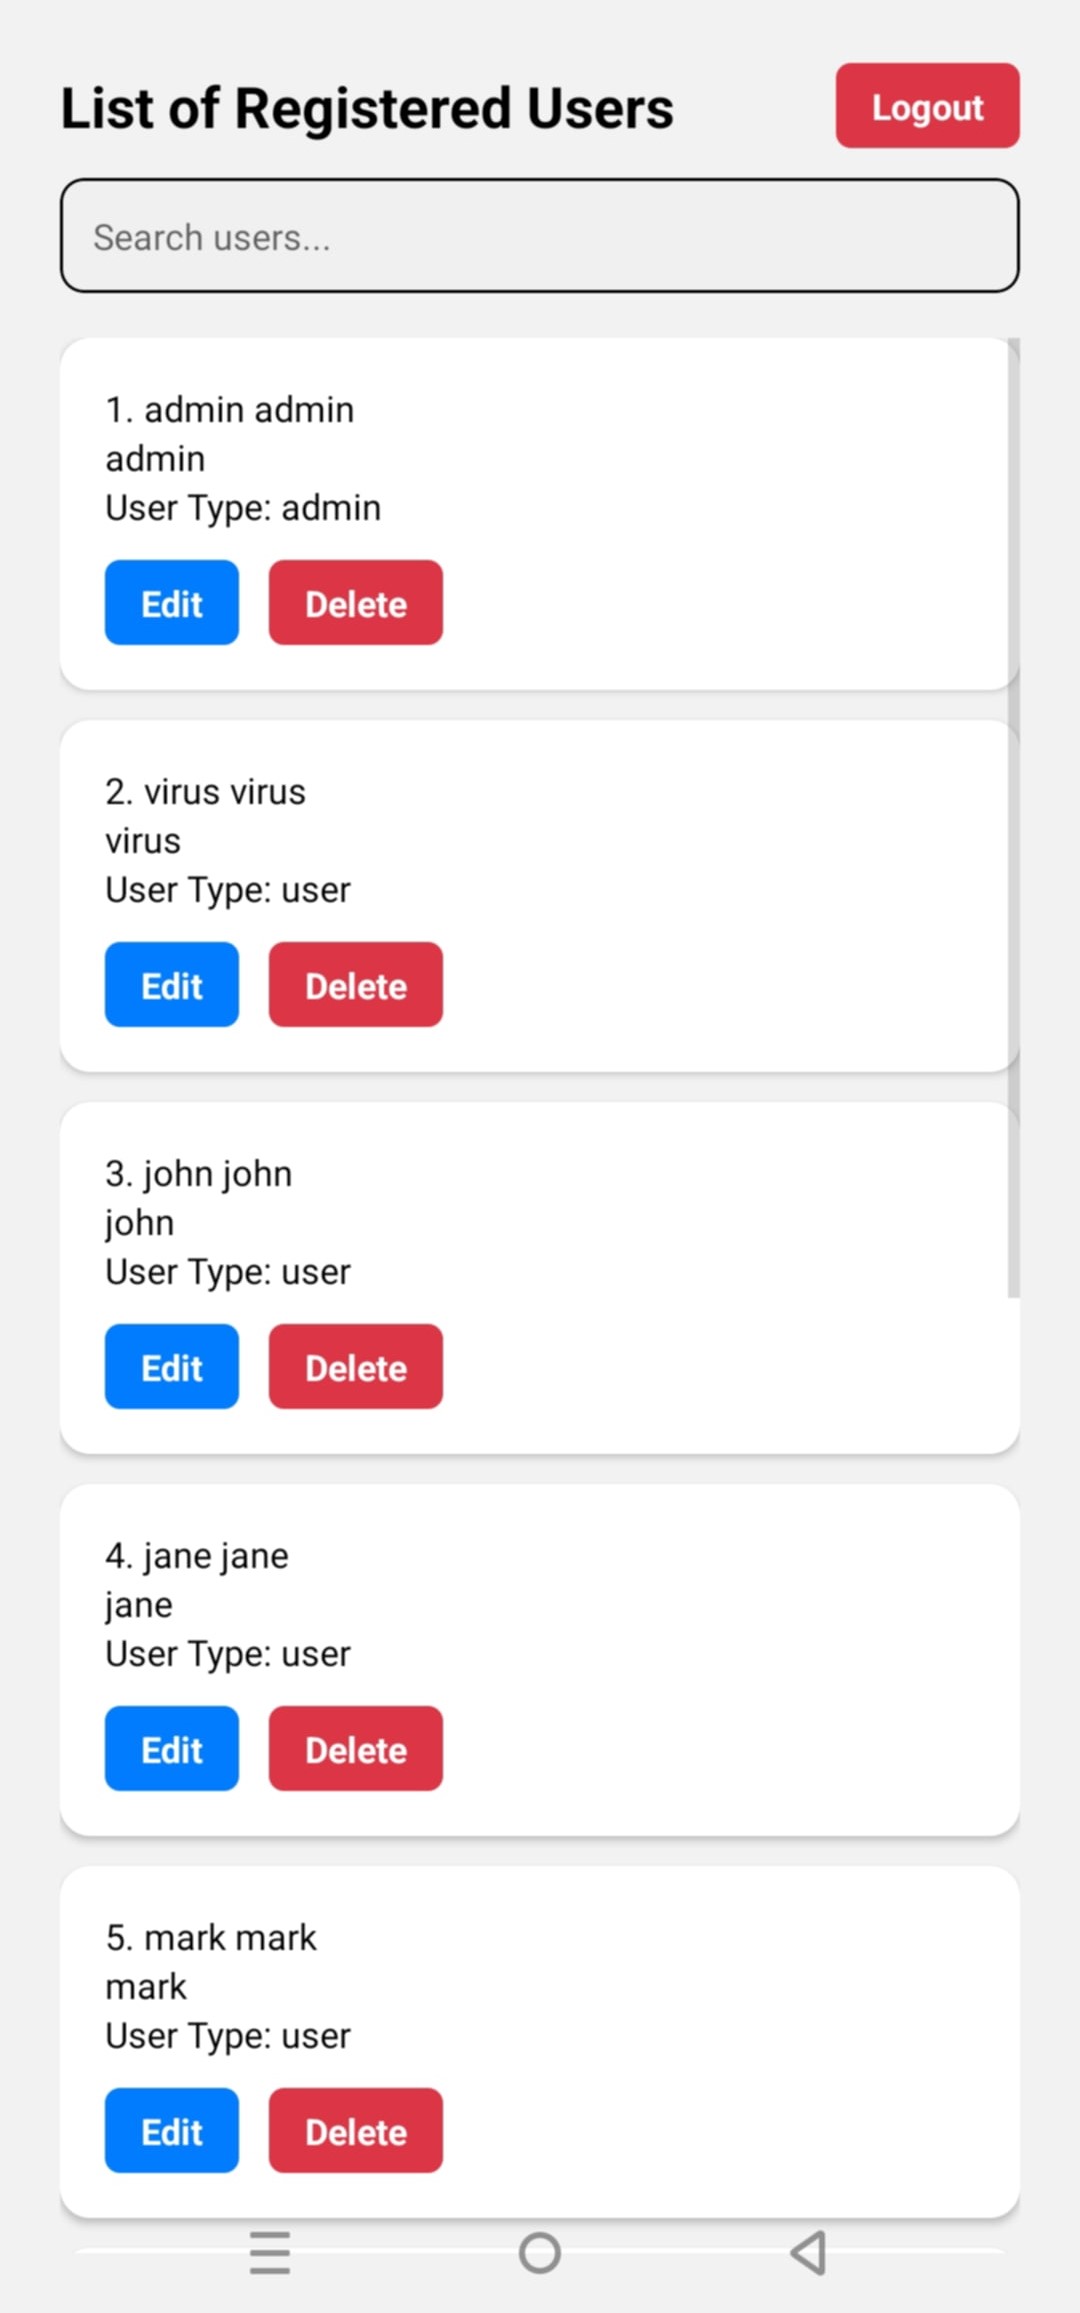 List of Registered Users
Logout
Search users...
1. admin admin
admin
User Type: admin
Edit
Delete
2. virus virus
virus
User Type: user
Edit
Delete
3. john john
john
User Type: user
Edit
Delete
4. jane jane
jane
User Type: user
Edit
Delete
5. mark mark
mark
User Type: user
Edit
Delete